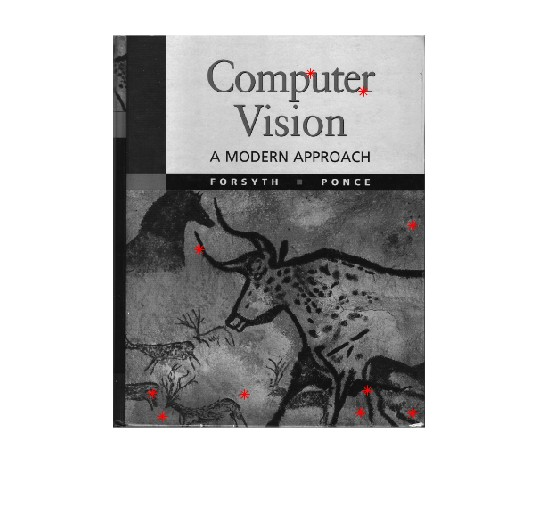 Computer
Vision
A MODERN APPROACH
FORSYTH ■ PONCE